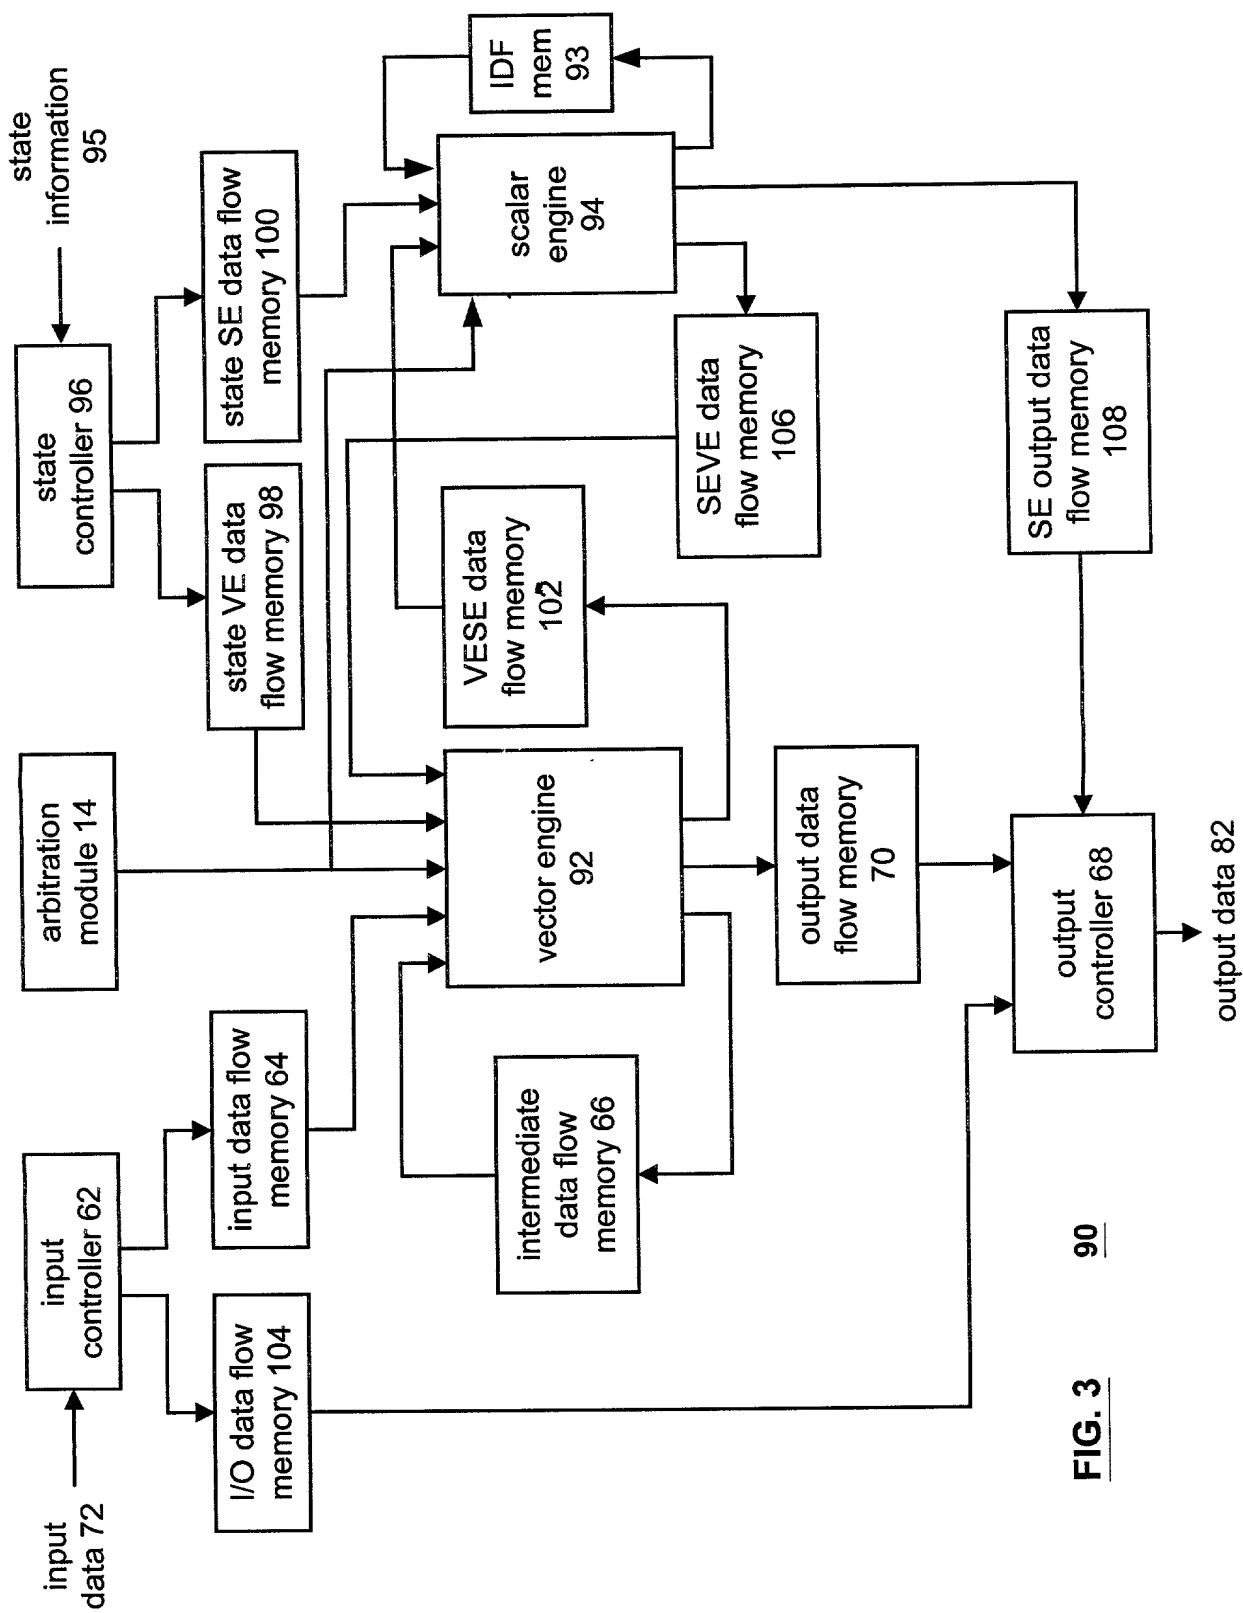 input
data 72
input
controller 62
arbitration
module 14
state
controller 96
state
information
95
I/O data flow
memory 104
input data flow
memory 64
state VE data
flow memory 98
state SE data flow
memory 100
intermediate
data flow
memory 66
vector engine
92
VESE data
flow memory
102
scalar
engine
94
IDF
mem
93
output data
flow memory
70
SEVE data
flow memory
106
output
controller 68
SE output data
flow memory
108
output data 82
FIG. 3
90